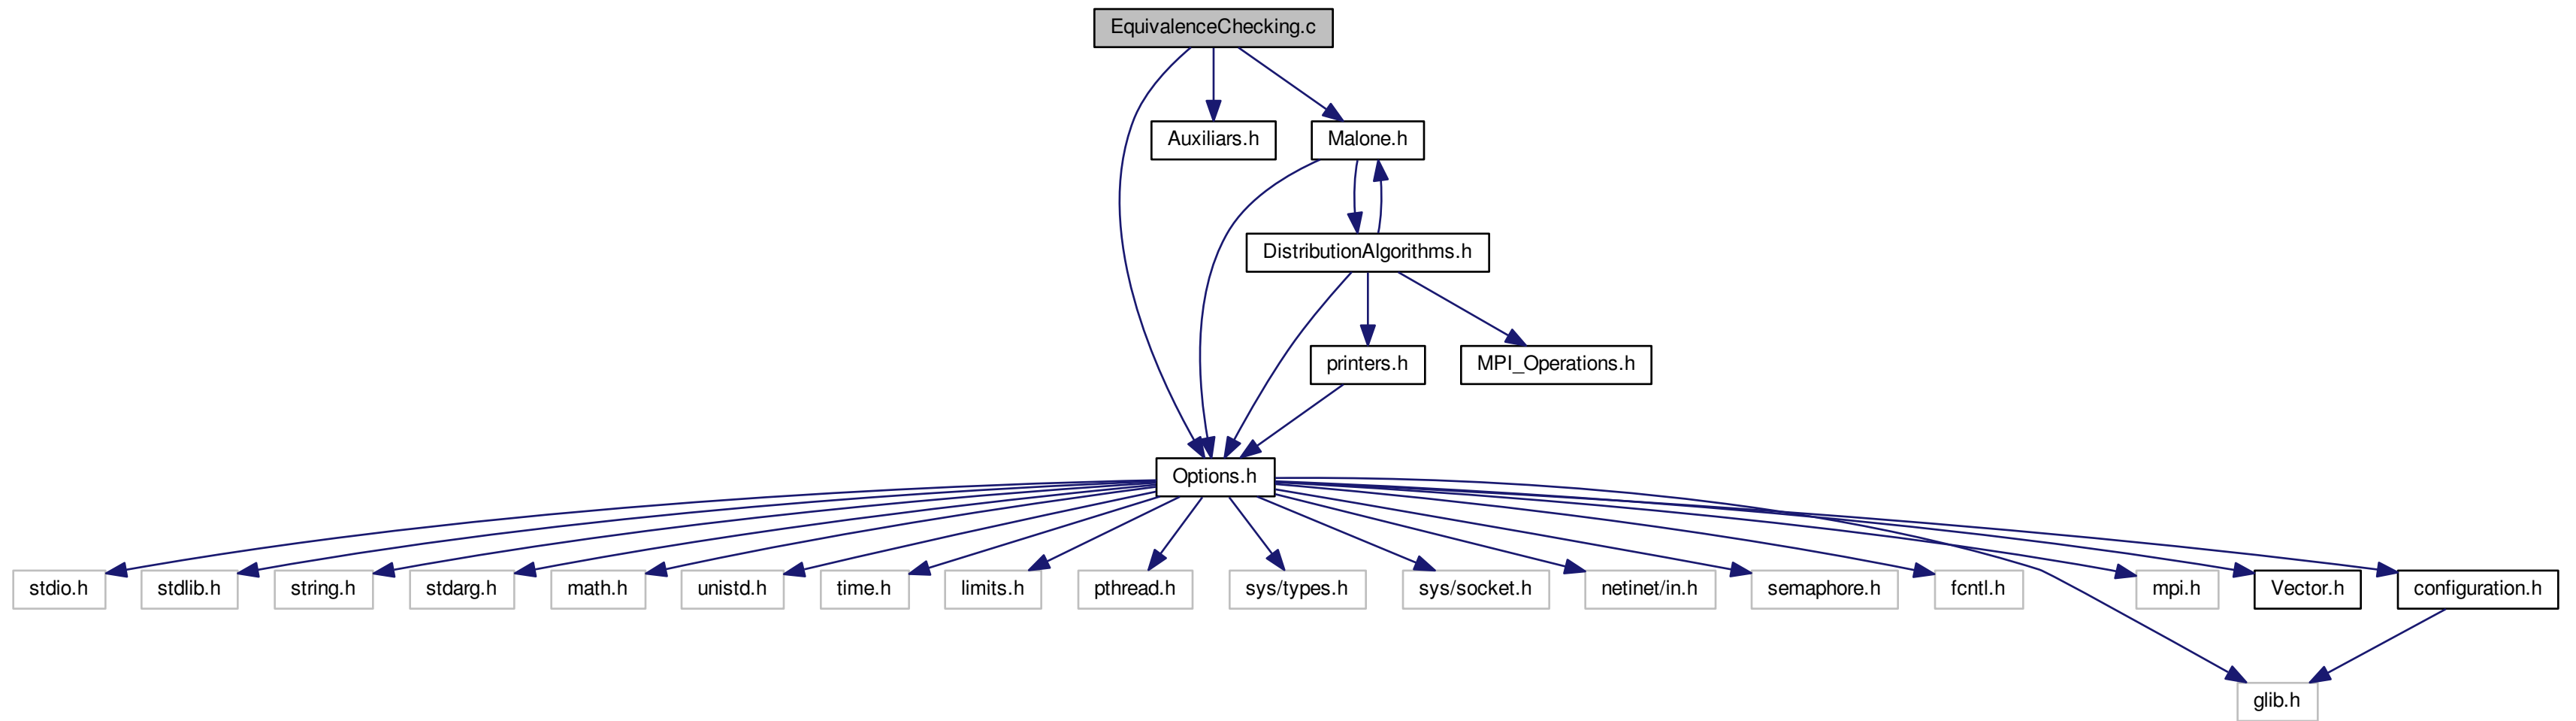 EquivalenceChecking.c
Auxiliars.h
Malone.h
DistributionAlgorithms.h
printers.h
MPI_Operations.h
Options.h
stdio.h
stdlib.h
string.h
stdarg.h
math.h
unistd.h
time.h
limits.h
pthread.h
sys/types.h
sys/socket.h
netinet/in.h
semaphore.h
fcntl.h
mpi.h
Vector.h
configuration.h
glib.h